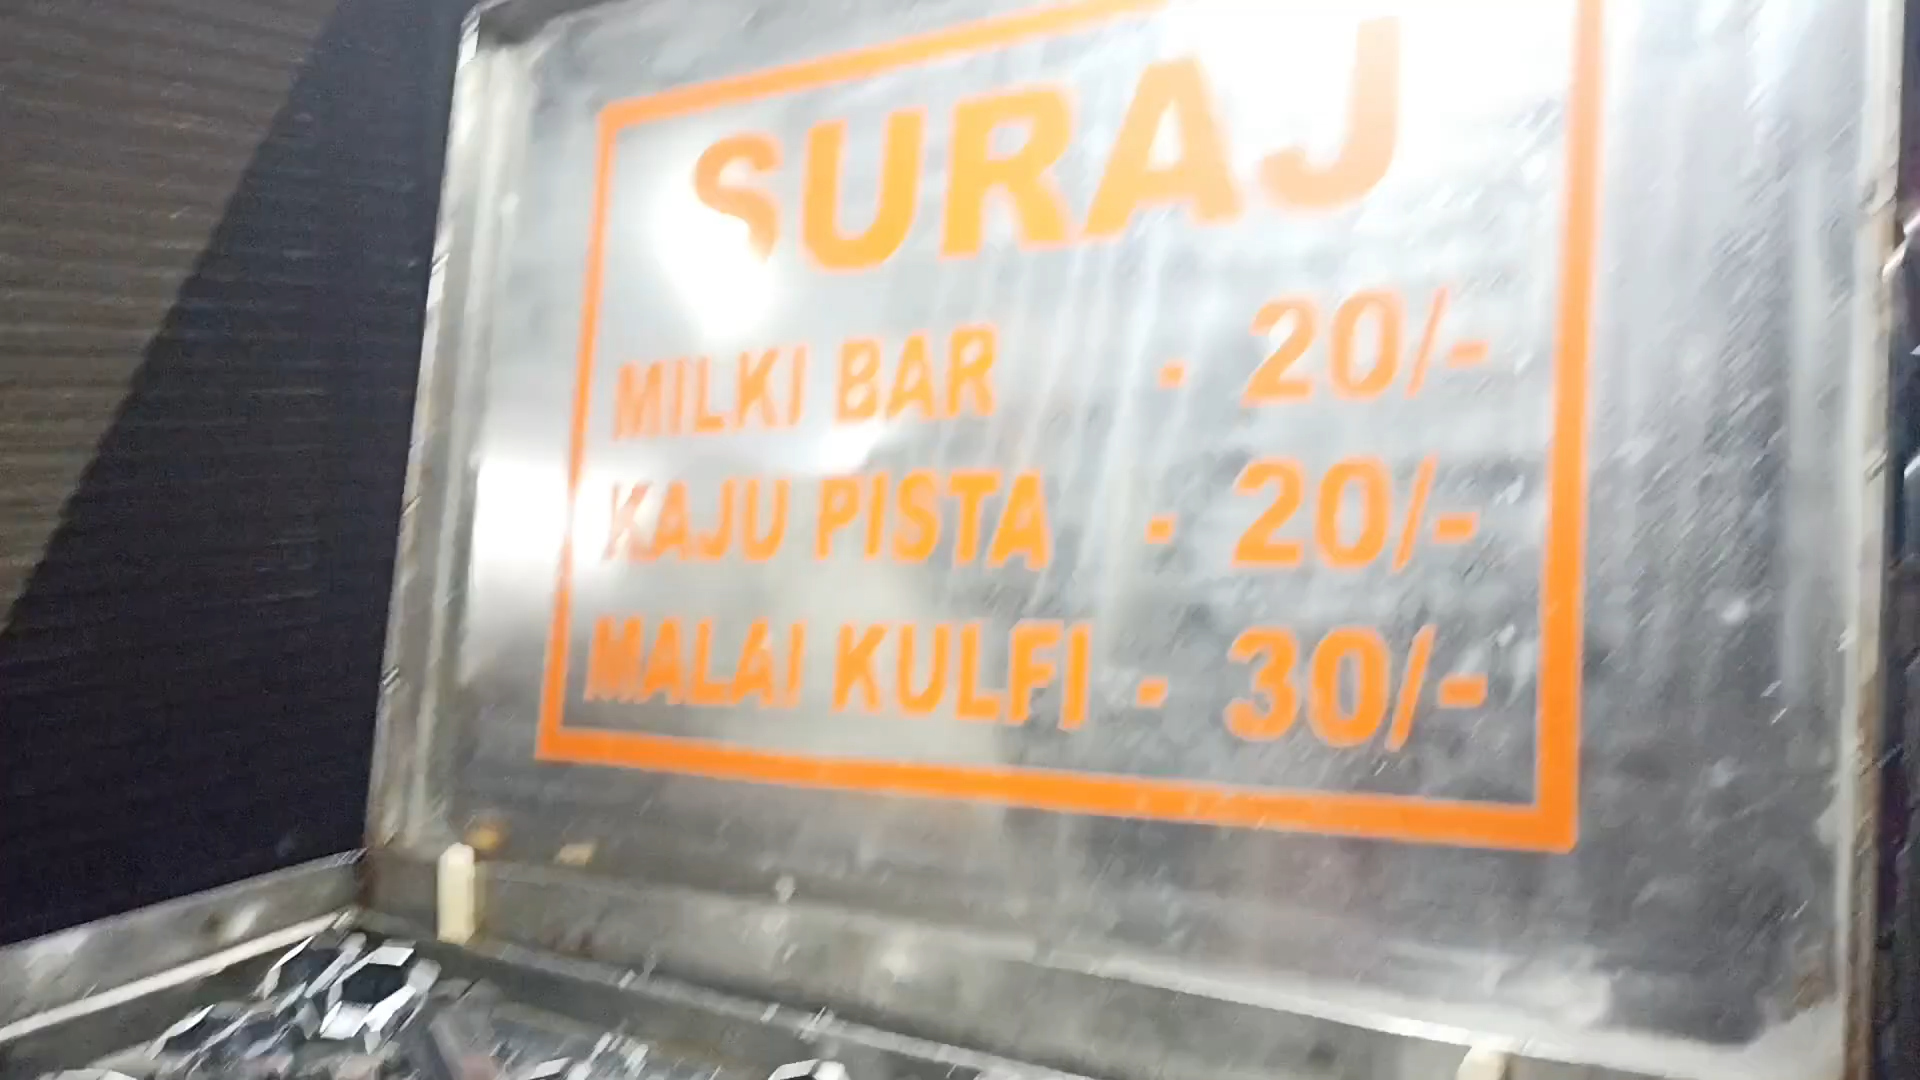 SURAJ
MILKI BAR - 20/-
KAJU PISTA - 20/-
MALAI KULFI - 30/-